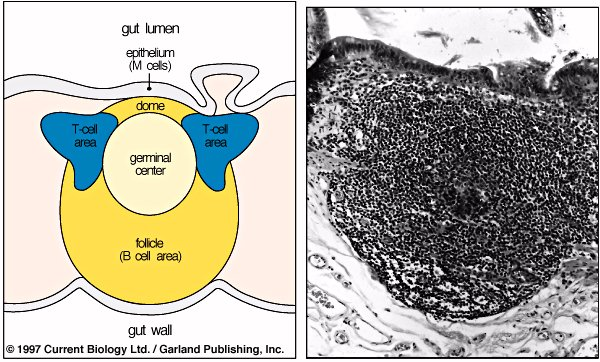 gut lumen
epithelium
(M cells)
dome
T-cell
area
T-cell
area
germinal
center
follicle
(B cell area)
gut wall
© 1997 Current Biology Ltd. / Garland Publishing, Inc.